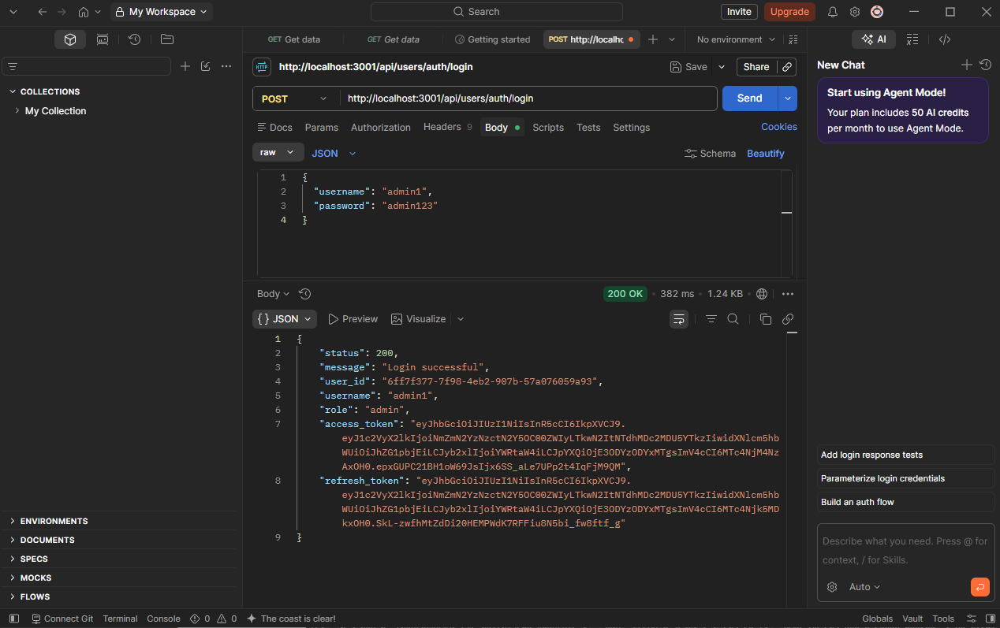 My Workspace
Search
Invite
Upgrade
GET Get data
GET Get data
Getting started
POST http://localhc
No environment
AI
HTTP http://localhost:3001/api/users/auth/login
Save
Share
New Chat
COLLECTIONS
My Collection
POST
http://localhost:3001/api/users/auth/login
Send
Start using Agent Mode!
Your plan includes 50 AI credits
per month to use Agent Mode.
Docs Params Authorization Headers 9 Body Scripts Tests Settings Cookies
raw JSON Schema Beautify
1 {
2 "username": "admin1",
3 "password": "admin123"
4 }
Body 200 OK • 382 ms • 1.24 KB
{} JSON Preview Visualize
1 {
2 "status": 200,
3 "message": "Login successful",
4 "user_id": "6ff7f377-7f98-4eb2-907b-57a076059a93",
5 "username": "admin1",
6 "role": "admin",
7 "access_token": "eyJhbGciOiJIUzI1NiIsInR5cCI6IkpXVCJ9.
eyJ1c2VyX2lkIjoiNmZmN2YzNzctN2Y5OC00ZWIyLTkwN2ItNTdhMDc2MDU5YTkzIiwidXNlcm5hb
WUiOiJhZG1pbjEiLCJyb2xlIjoiYWRtaW4iLCJpYXQiOjE3ODYzODYxMTgsImV4cCI6MTc4NjM4Nz
AxOH0.epxGUPC21BH1oW69JsIjx6SS_aLe7UPp2t4IqFjM9QM",
8 "refresh_token": "eyJhbGciOiJIUzI1NiIsInR5cCI6IkpXVCJ9.
eyJ1c2VyX2lkIjoiNmZmN2YzNzctN2Y5OC00ZWIyLTkwN2ItNTdhMDc2MDU5YTkzIiwidXNlcm5hb
WUiOiJhZG1pbjEiLCJyb2xlIjoiYWRtaW4iLCJpYXQiOjE3ODYzODYxMTgsImV4cCI6MTc4Njk5MD
kxOH0.SkL-zwfhMtZdDi20HEMPWdK7RFFiu8N5bi_fw8ftf_g"
9 }
Add login response tests
Parameterize login credentials
Build an auth flow
ENVIRONMENTS
DOCUMENTS
SPECS
MOCKS
FLOWS
Describe what you need. Press @ for
context, / for Skills.
Auto
Connect Git Terminal Console 0 0 The coast is clear!
Globals Vault Tools